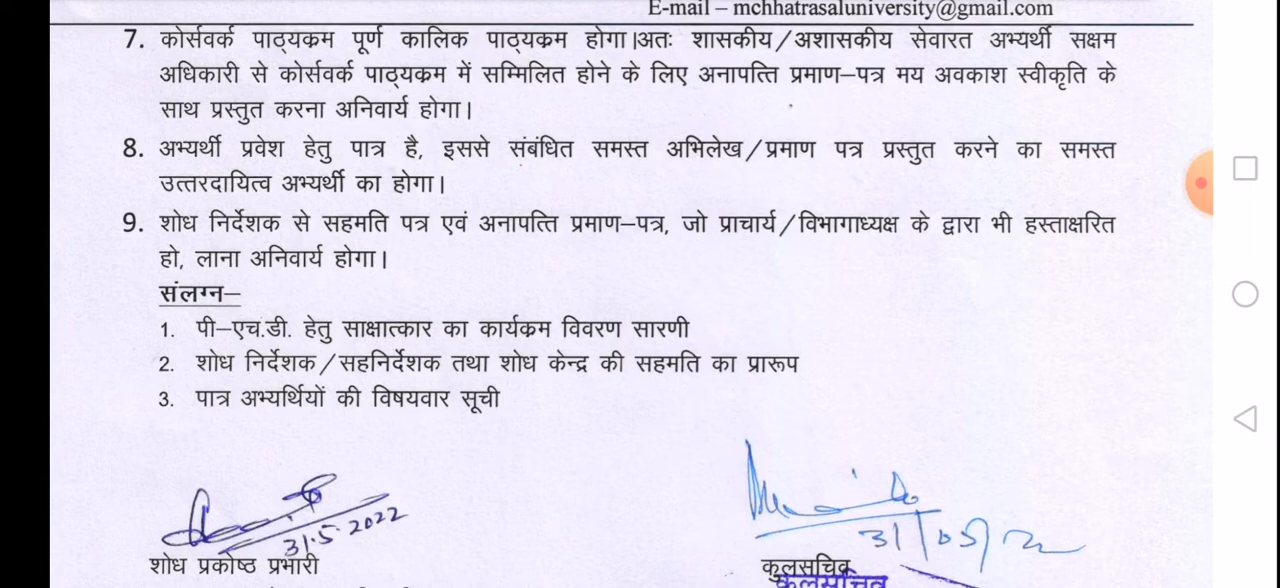 E-mail – mchhatrasaluniversity@gmail.com
7. कोर्सवर्क पाठ्यक्रम पूर्ण कालिक पाठ्यक्रम होगा।अतः शासकीय/अशासकीय सेवारत अभ्यर्थी सक्षम
अधिकारी से कोर्सवर्क पाठ्यक्रम में सम्मिलित होने के लिए अनापत्ति प्रमाण–पत्र मय अवकाश स्वीकृति के
साथ प्रस्तुत करना अनिवार्य होगा।
8. अभ्यर्थी प्रवेश हेतु पात्र है, इससे संबंधित समस्त अभिलेख/प्रमाण पत्र प्रस्तुत करने का समस्त
उत्तरदायित्व अभ्यर्थी का होगा।
9. शोध निर्देशक से सहमति पत्र एवं अनापत्ति प्रमाण–पत्र, जो प्राचार्य/विभागाध्यक्ष के द्वारा भी हस्ताक्षरित
हो, लाना अनिवार्य होगा।
संलग्न–
1. पी–एच.डी. हेतु साक्षात्कार का कार्यक्रम विवरण सारणी
2. शोध निर्देशक/सहनिर्देशक तथा शोध केन्द्र की सहमति का प्रारूप
3. पात्र अभ्यर्थियों की विषयवार सूची
31.5.2022
31/05/22
शोध प्रकोष्ठ प्रभारी
कुलसचिव
कुलसचिव